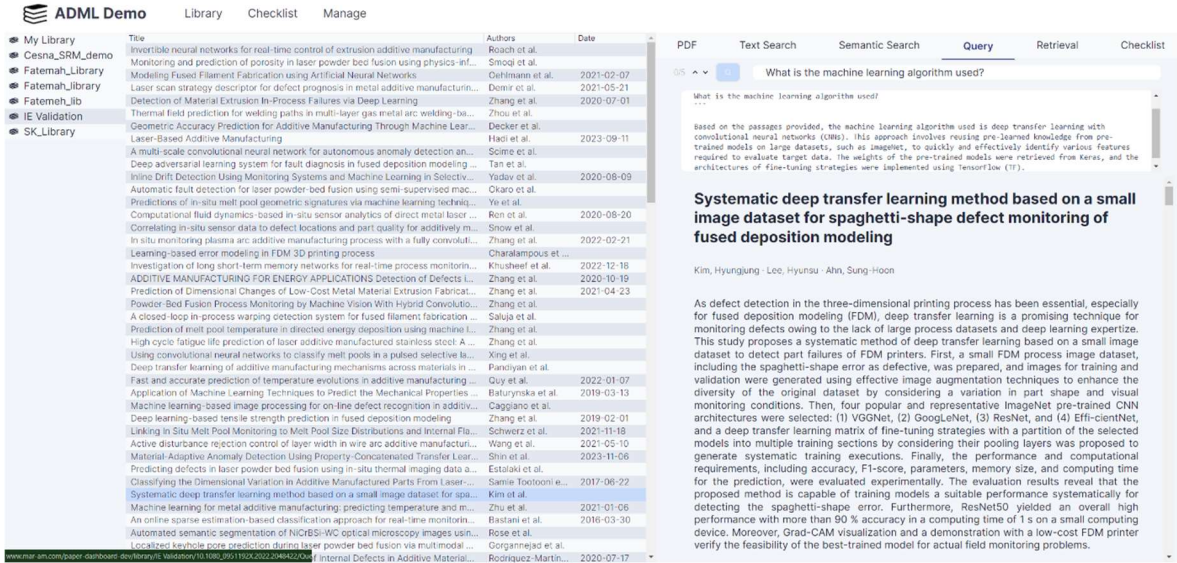 ADML Demo Library Checklist Manage
My Library
Cesna_SRM_demo
Fatemah_Library
Fatemah_library
Fatemeh_lib
IE Validation
SK_Library
Title Authors Date
Invertible neural networks for real-time control of extrusion additive manufacturing Roach et al.
Monitoring and prediction of porosity in laser powder bed fusion using physics-inf... Smoqi et al.
Modeling Fused Filament Fabrication using Artificial Neural Networks Oehlmann et al. 2021-02-07
Laser scan strategy descriptor for defect prognosis in metal additive manufacturin... Demir et al. 2021-05-21
Detection of Material Extrusion In-Process Failures via Deep Learning Zhang et al. 2020-07-01
Thermal field prediction for welding paths in multi-layer gas metal arc welding-ba... Zhou et al.
Geometric Accuracy Prediction for Additive Manufacturing Through Machine Lear... Decker et al.
Laser-Based Additive Manufacturing Hadi et al. 2023-09-11
A multi-scale convolutional neural network for autonomous anomaly detection an... Scime et al.
Deep adversarial learning system for fault diagnosis in fused deposition modeling ... Tan et al.
Inline Drift Detection Using Monitoring Systems and Machine Learning in Selectiv... Yadav et al. 2020-08-09
Automatic fault detection for laser powder-bed fusion using semi-supervised mac... Okaro et al.
Predictions of in-situ melt pool geometric signatures via machine learning techniq... Ye et al.
Computational fluid dynamics-based in-situ sensor analytics of direct metal laser ... Ren et al. 2020-08-20
Correlating in-situ sensor data to defect locations and part quality for additively m... Snow et al.
In situ monitoring plasma arc additive manufacturing process with a fully convoluti... Zhang et al. 2022-02-21
Learning-based error modeling in FDM 3D printing process Charalampous et ...
Investigation of long short-term memory networks for real-time process monitorin... Khusheef et al. 2022-12-18
ADDITIVE MANUFACTURING FOR ENERGY APPLICATIONS Detection of Defects i... Zhang et al. 2020-10-19
Prediction of Dimensional Changes of Low-Cost Metal Material Extrusion Fabricat... Zhang et al. 2021-04-23
Powder-Bed Fusion Process Monitoring by Machine Vision With Hybrid Convolutio... Zhang et al.
A closed-loop in-process warping detection system for fused filament fabrication ... Saluja et al.
Prediction of melt pool temperature in directed energy deposition using machine l... Zhang et al.
High cycle fatigue life prediction of laser additive manufactured stainless steel: A ... Zhang et al.
Using convolutional neural networks to classify melt pools in a pulsed selective la... Xing et al.
Deep transfer learning of additive manufacturing mechanisms across materials in ... Pandiyan et al.
Fast and accurate prediction of temperature evolutions in additive manufacturing ... Quy et al. 2022-01-07
Application of Machine Learning Techniques to Predict the Mechanical Properties ... Baturynska et al. 2019-03-13
Machine learning-based image processing for on-line defect recognition in additiv... Caggiano et al.
Deep learning-based tensile strength prediction in fused deposition modeling Zhang et al. 2019-02-01
Linking in Situ Melt Pool Monitoring to Melt Pool Size Distributions and Internal Fla... Schwerz et al. 2021-11-18
Active disturbance rejection control of layer width in wire arc additive manufacturi... Wang et al. 2021-05-10
Material-Adaptive Anomaly Detection Using Property-Concatenated Transfer Lear... Shin et al. 2023-11-06
Predicting defects in laser powder bed fusion using in-situ thermal imaging data a... Estalaki et al.
Classifying the Dimensional Variation in Additive Manufactured Parts From Laser-... Samie Tootooni e... 2017-06-22
Systematic deep transfer learning method based on a small image dataset for spa... Kim et al.
Machine learning for metal additive manufacturing: predicting temperature and m... Zhu et al. 2021-01-06
An online sparse estimation-based classification approach for real-time monitorin... Bastani et al. 2016-03-30
Automated semantic segmentation of NiCrBSi-WC optical microscopy images usin... Rose et al.
Localized keyhole pore prediction during laser powder bed fusion via multimodal ... Gorgannejad et al.
of Internal Defects in Additive Material... Rodriquez-Martin... 2020-07-17
www.mar-am.com/paper-dashboard-dev/library/IE Validation/10.1080_0951192X.2022.2048422/Que
PDF Text Search Semantic Search Query Retrieval Checklist
0/5 What is the machine learning algorithm used?
What is the machine learning algorithm used?
\`\`\`
Based on the passages provided, the machine learning algorithm used is deep transfer learning with
convolutional neural networks (CNNs). This approach involves reusing pre-learned knowledge from pre-
trained models on large datasets, such as imageNet, to quickly and effectively identify various features
required to evaluate target data. The weights of the pre-trained models were retrieved from Keras, and the
architectures of fine-tuning strategies were implemented using TensorFlow (TF).
Systematic deep transfer learning method based on a small
image dataset for spaghetti-shape defect monitoring of
fused deposition modeling
Kim, Hyungjung · Lee, Hyunsu · Ahn, Sung-Hoon
As defect detection in the three-dimensional printing process has been essential, especially
for fused deposition modeling (FDM), deep transfer learning is a promising technique for
monitoring defects owing to the lack of large process datasets and deep learning expertize.
This study proposes a systematic method of deep transfer learning based on a small image
dataset to detect part failures of FDM printers. First, a small FDM process image dataset,
including the spaghetti-shape error as defective, was prepared, and images for training and
validation were generated using effective image augmentation techniques to enhance the
diversity of the original dataset by considering a variation in part shape and visual
monitoring conditions. Then, four popular and representative ImageNet pre-trained CNN
architectures were selected: (1) VGGNet, (2) GoogLeNet, (3) ResNet, and (4) Effi-cientNet,
and a deep transfer learning matrix of fine-tuning strategies with a partition of the selected
models into multiple training sections by considering their pooling layers was proposed to
generate systematic training executions. Finally, the performance and computational
requirements, including accuracy, F1-score, parameters, memory size, and computing time
for the prediction, were evaluated experimentally. The evaluation results reveal that the
proposed method is capable of training models a suitable performance systematically for
detecting the spaghetti-shape error. Furthermore, ResNet50 yielded an overall high
performance with more than 90 % accuracy in a computing time of 1 s on a small computing
device. Moreover, Grad-CAM visualization and a demonstration with a low-cost FDM printer
verify the feasibility of the best-trained model for actual field monitoring problems.